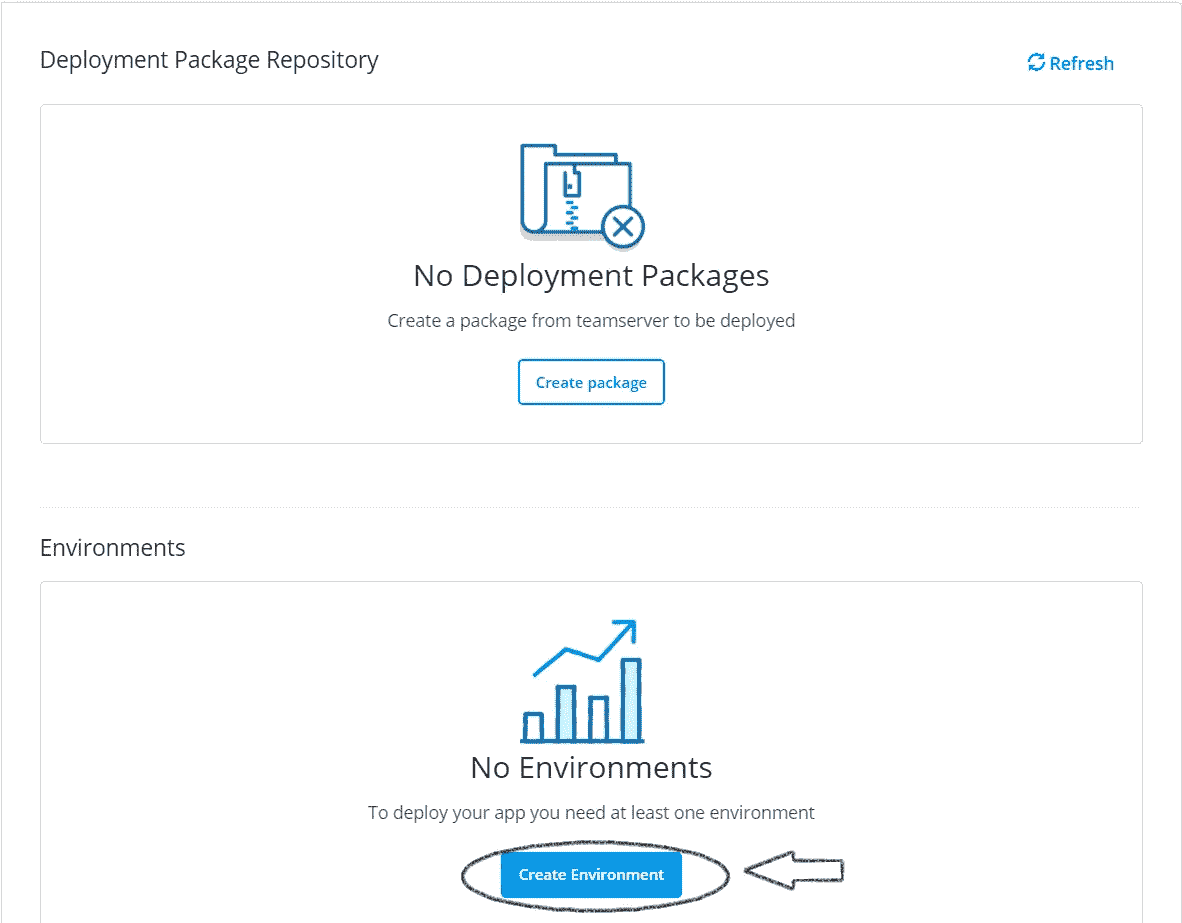 Deployment Package Repository
Refresh
No Deployment Packages
Create a package from teamserver to be deployed
Create package
Environments
No Environments
To deploy your app you need at least one environment
Create Environment